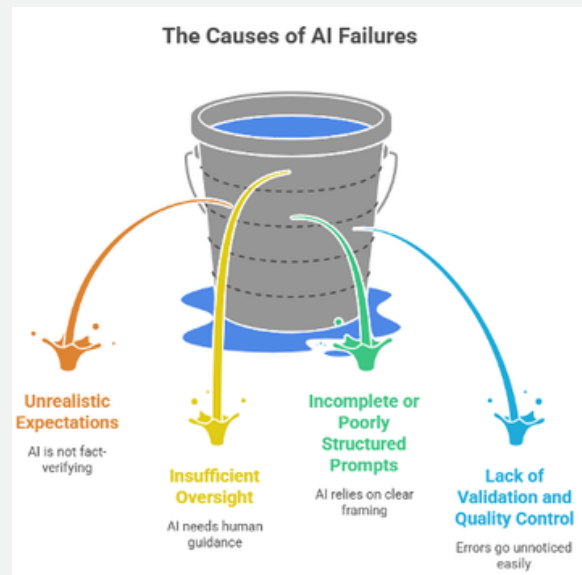 The Causes of AI Failures
Unrealistic
Expectations
AI is not fact-
verifying
Insufficient
Oversight
AI needs human
guidance
Incomplete or
Poorly
Structured
Prompts
AI relies on clear
framing
Lack of
Validation and
Quality Control
Errors go unnoticed
easily